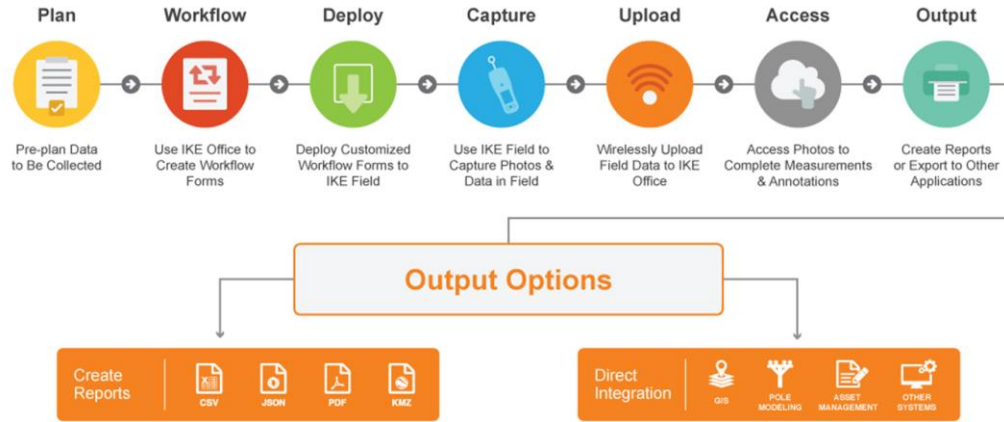 Plan
Workflow
Deploy
Capture
Upload
Access
Output
Pre-plan Data
to Be Collected
Use IKE Office to
Create Workflow
Forms
Deploy Customized
Workflow Forms to
IKE Field
Use IKE Field to
Capture Photos &
Data in Field
Wirelessly Upload
Field Data to IKE
Office
Access Photos to
Complete Measurements
& Annotations
Create Reports
or Export to Other
Applications
Output Options
Create
Reports
CSV
JSON
PDF
KMZ
Direct
Integration
GIS
POLE
MODELING
ASSET
MANAGEMENT
OTHER
SYSTEMS